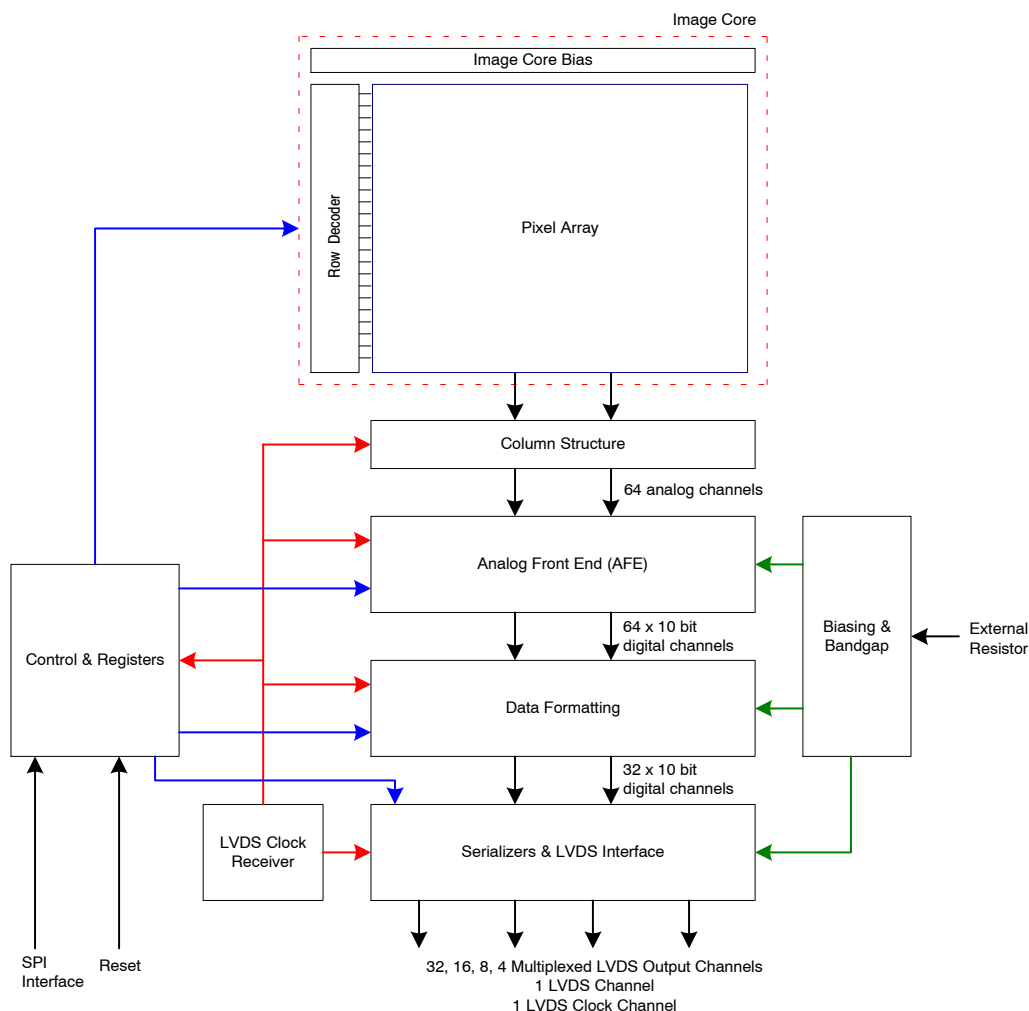 Image Core
Image Core Bias
Row Decoder
Pixel Array
Column Structure
64 analog channels
Analog Front End (AFE)
64 x 10 bit
digital channels
Biasing &
Bandgap
External
Resistor
Control & Registers
Data Formatting
32 x 10 bit
digital channels
LVDS Clock
Receiver
Serializers & LVDS Interface
SPI
Interface
Reset
32, 16, 8, 4 Multiplexed LVDS Output Channels
1 LVDS Channel
1 LVDS Clock Channel